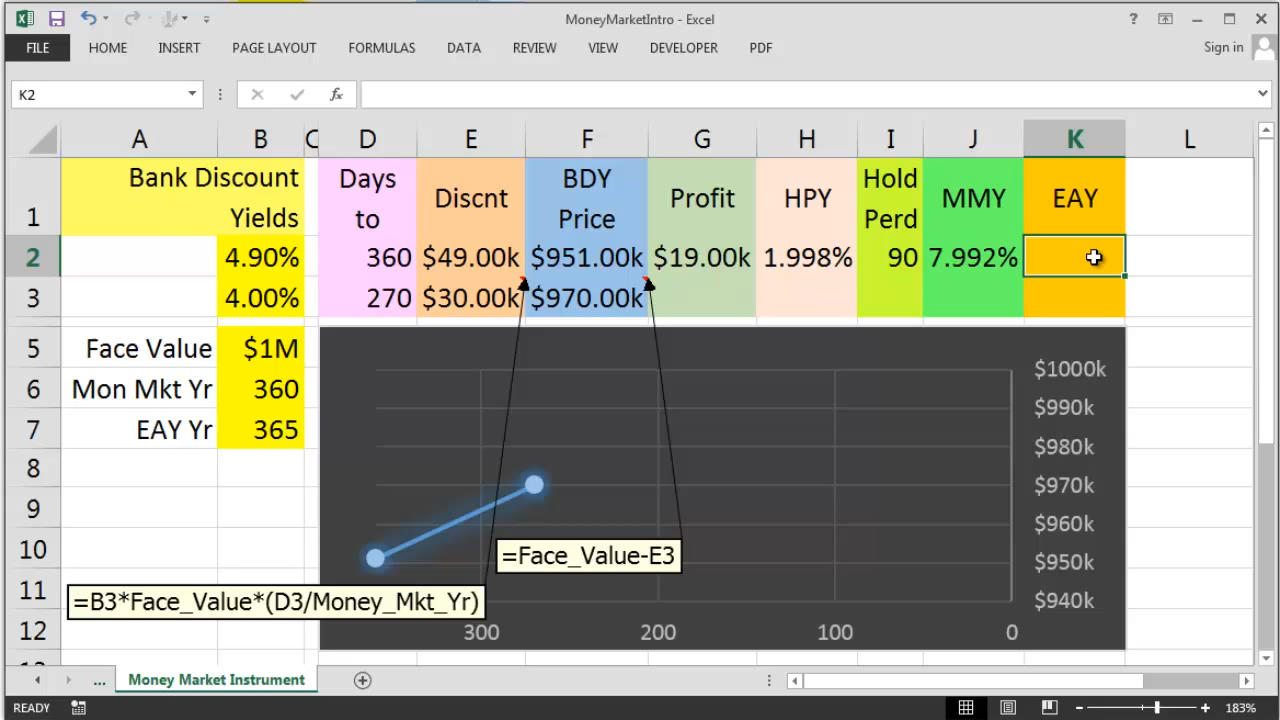 MoneyMarketIntro - Excel
?
FILE HOME INSERT PAGE LAYOUT FORMULAS DATA REVIEW VIEW DEVELOPER PDF Sign in
K2 fx
A B C D E F G H I J K L
1 Bank Discount Yields Days to Discnt BDY Price Profit HPY Hold Perd MMY EAY
2 4.90% 360 $49.00k $951.00k $19.00k 1.998% 90 7.992%
3 4.00% 270 $30.00k $970.00k
5 Face Value $1M
6 Mon Mkt Yr 360
7 EAY Yr 365
8
9
10
11
12
$1000k
$990k
$980k
$970k
$960k
$950k
$940k
300 200 100 0
=Face_Value-E3
=B3*Face_Value*(D3/Money_Mkt_Yr)
... Money Market Instrument
READY 183%